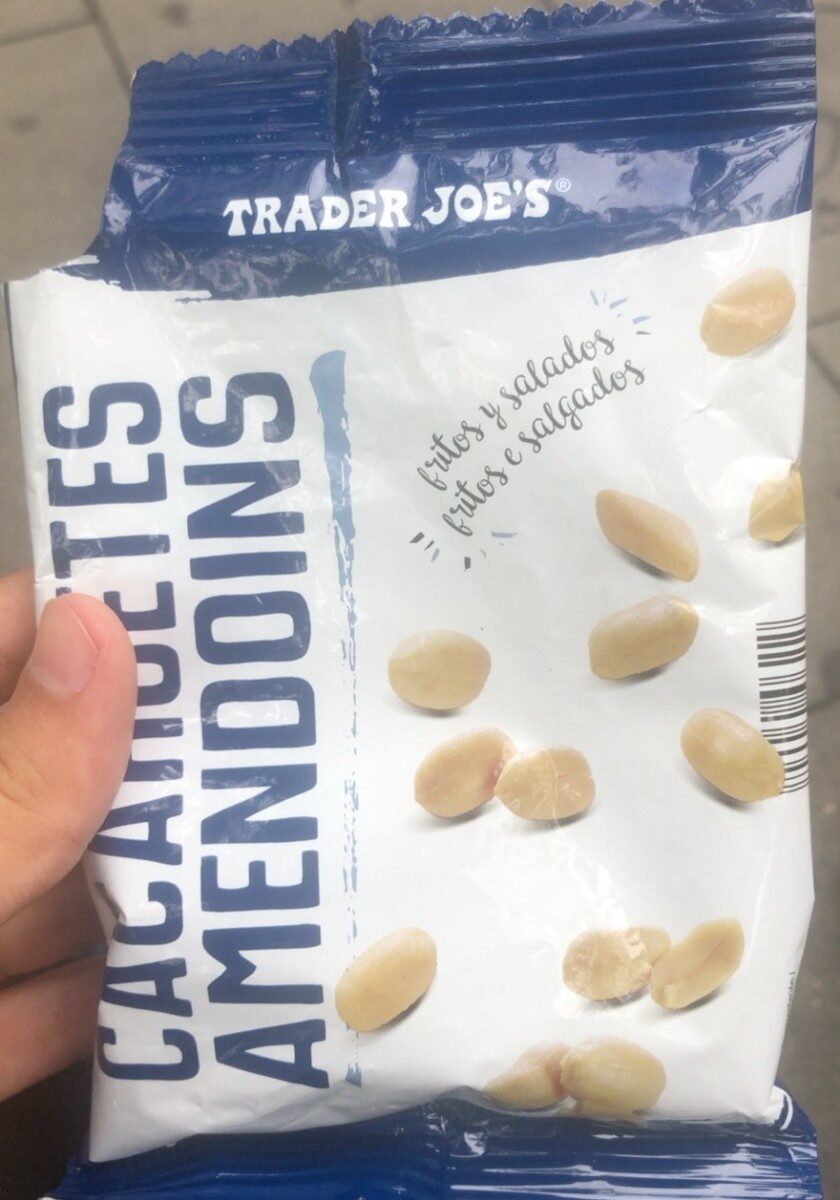 TRADER JOE'S®
fritos y salados
fritos e salgados
CACAHUETES
AMENDOINS